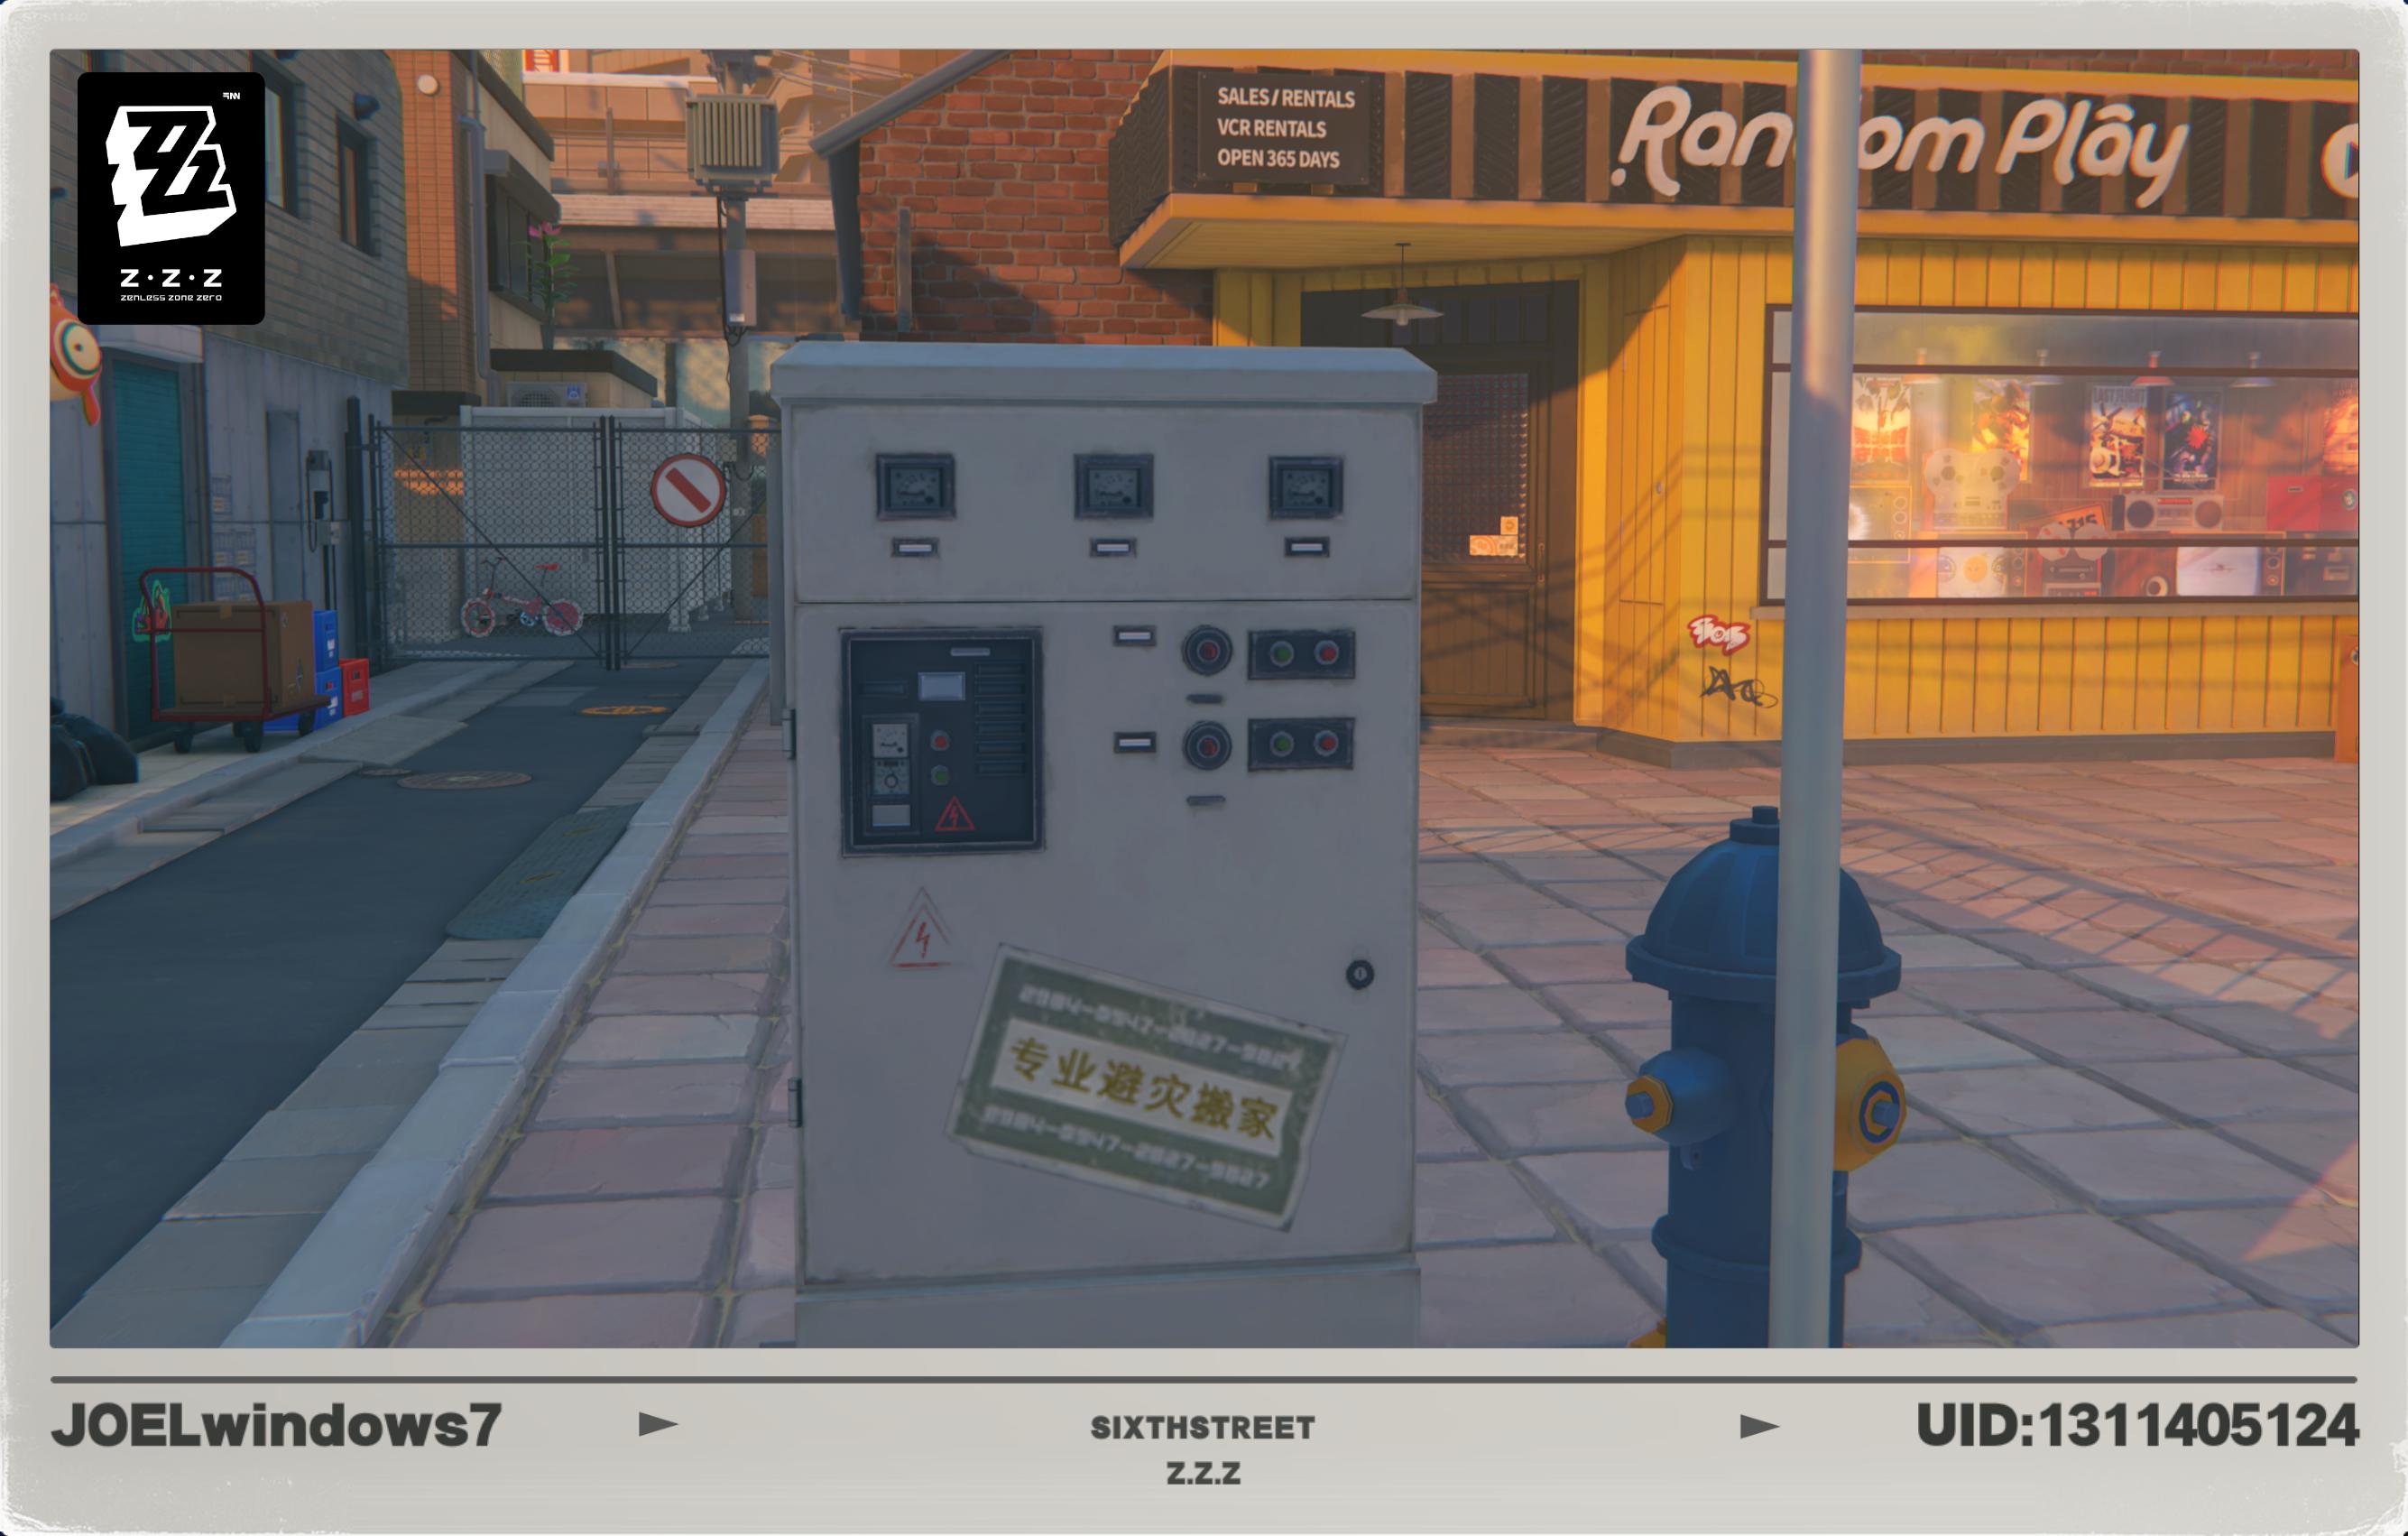 Z·Z·Z
ZENLESS ZONE ZERO
SALES/RENTALS
VCR RENTALS
OPEN 365 DAYS
Random Play
专业避灾搬家
JOELwindows7
SIXTHSTREET
Z.Z.Z
UID:1311405124